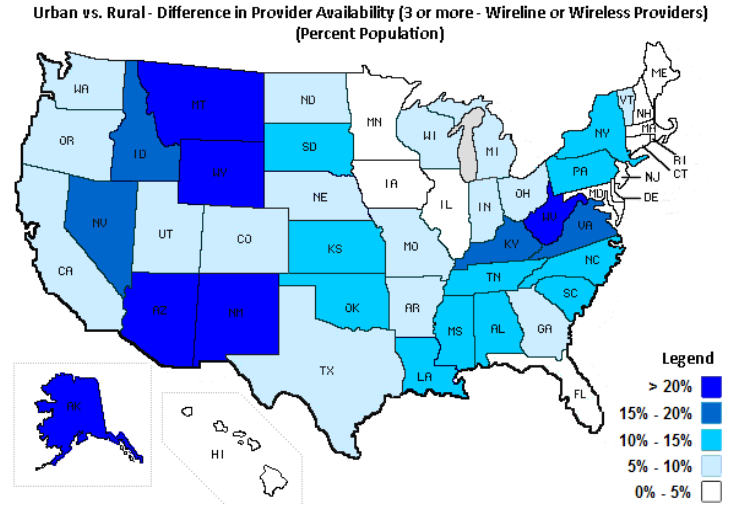 Urban vs. Rural - Difference in Provider Availability (3 or more - Wireline or Wireless Providers)
(Percent Population)
WA
MT
ND
MN
ME
VT
NH
OR
ID
SD
WI
MI
NY
MA
RI
CT
WY
IA
PA
NJ
NE
OH
MD
DE
NV
UT
CO
IL
IN
WV
VA
CA
KS
MO
KY
NC
TN
AZ
NM
OK
AR
SC
MS
AL
GA
TX
LA
FL
AK
HI
Legend
> 20%
15% - 20%
10% - 15%
5% - 10%
0% - 5%